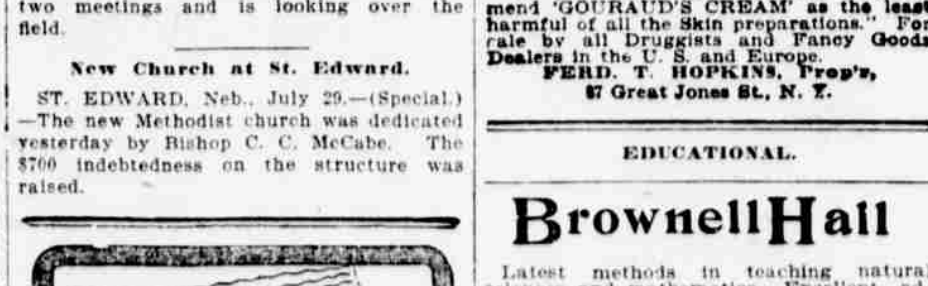 two meetings and is looking over the
field.
New Church at St. Edward.
ST. EDWARD, Neb., July 29.—(Special.)
—The new Methodist church was dedicated
yesterday by Bishop C. C. McCabe. The
$700 indebtedness on the structure was
raised.
mend 'GOURAUD'S CREAM' as the least
harmful of all the Skin preparations." For
sale by all Druggists and Fancy Goods
Dealers in the U. S. and Europe.
FERD. T. HOPKINS, Prop'r,
37 Great Jones St., N. Y.
EDUCATIONAL.
Brownell Hall
Latest methods in teaching natural